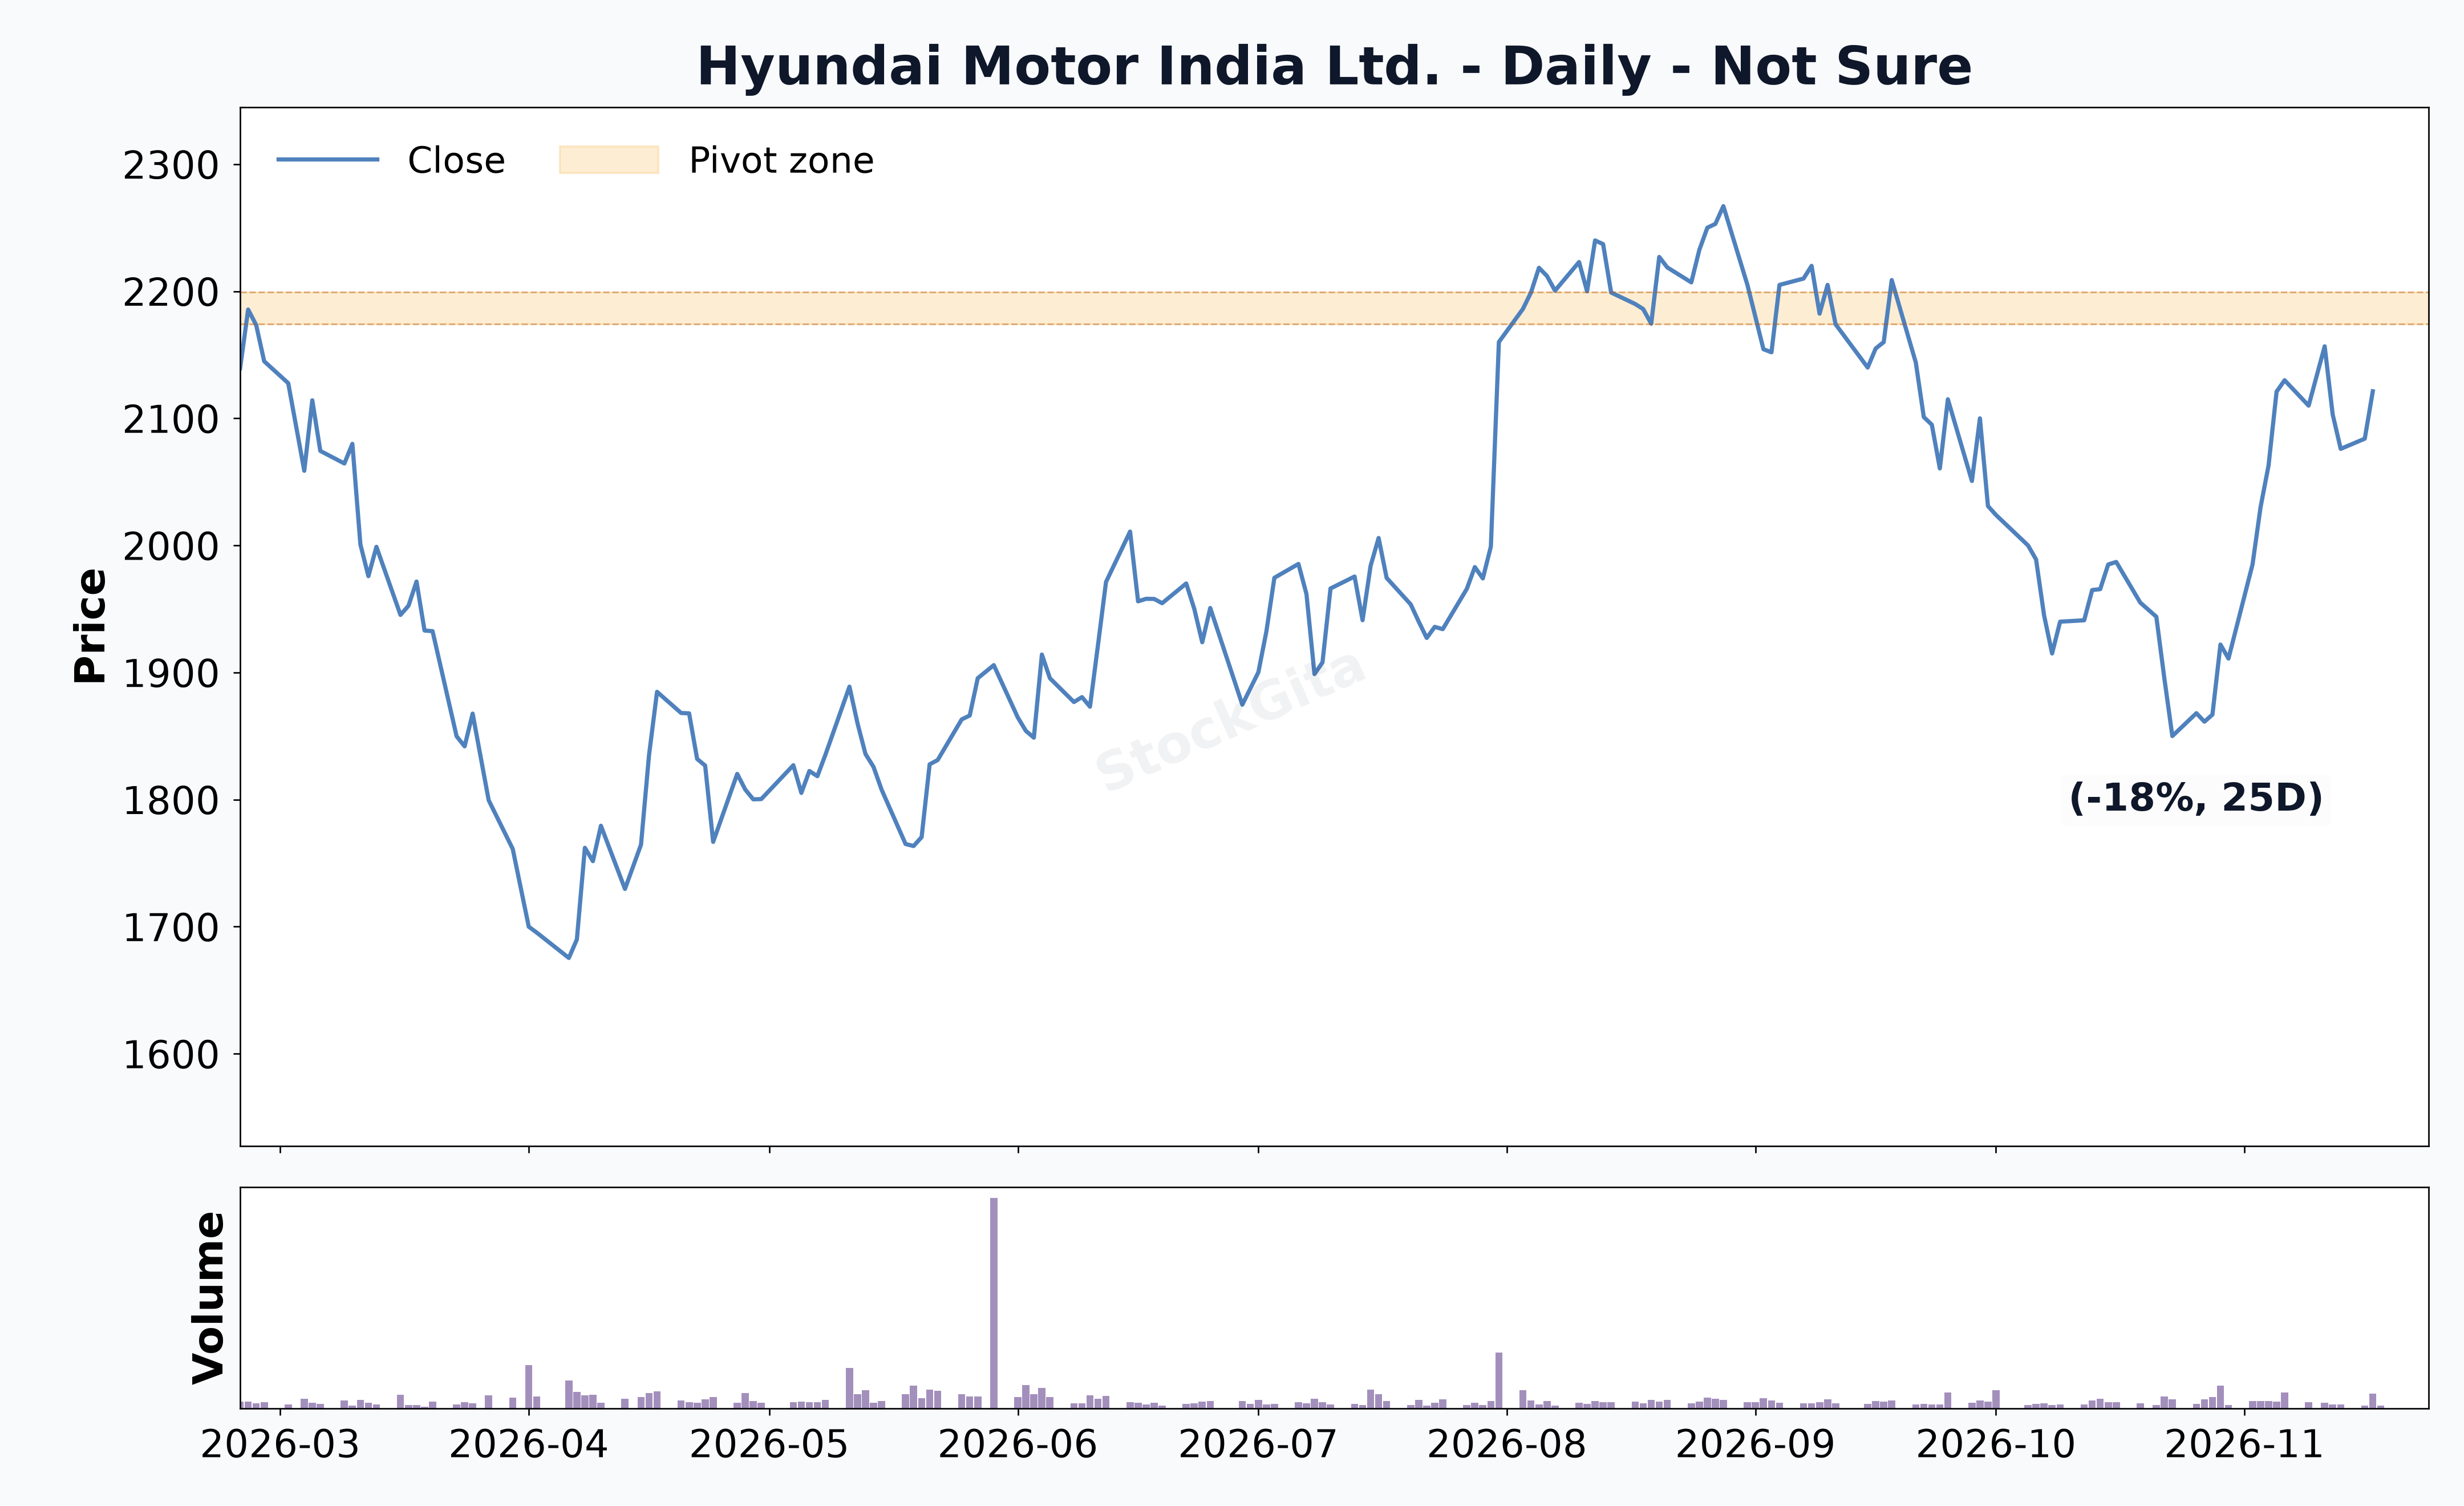 Hyundai Motor India Ltd. - Daily - Not Sure
Close
Pivot zone
Price
2300
2200
2100
2000
1900
1800
1700
1600
StockGita
(-18%, 25D)
Volume
2026-03
2026-04
2026-05
2026-06
2026-07
2026-08
2026-09
2026-10
2026-11